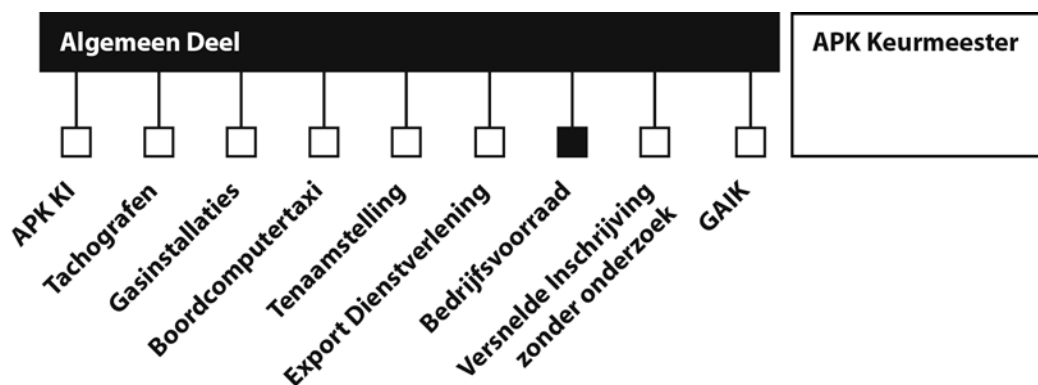 Algemeen Deel
APK Keurmeester
APK KI
Tachografen
Gasinstallaties
Boordcomputertaxi
Tenaamstelling
Export Dienstverlening
Bedrijfsvoorraad
Versnelde Inschrijving
zonder onderzoek
GAIK